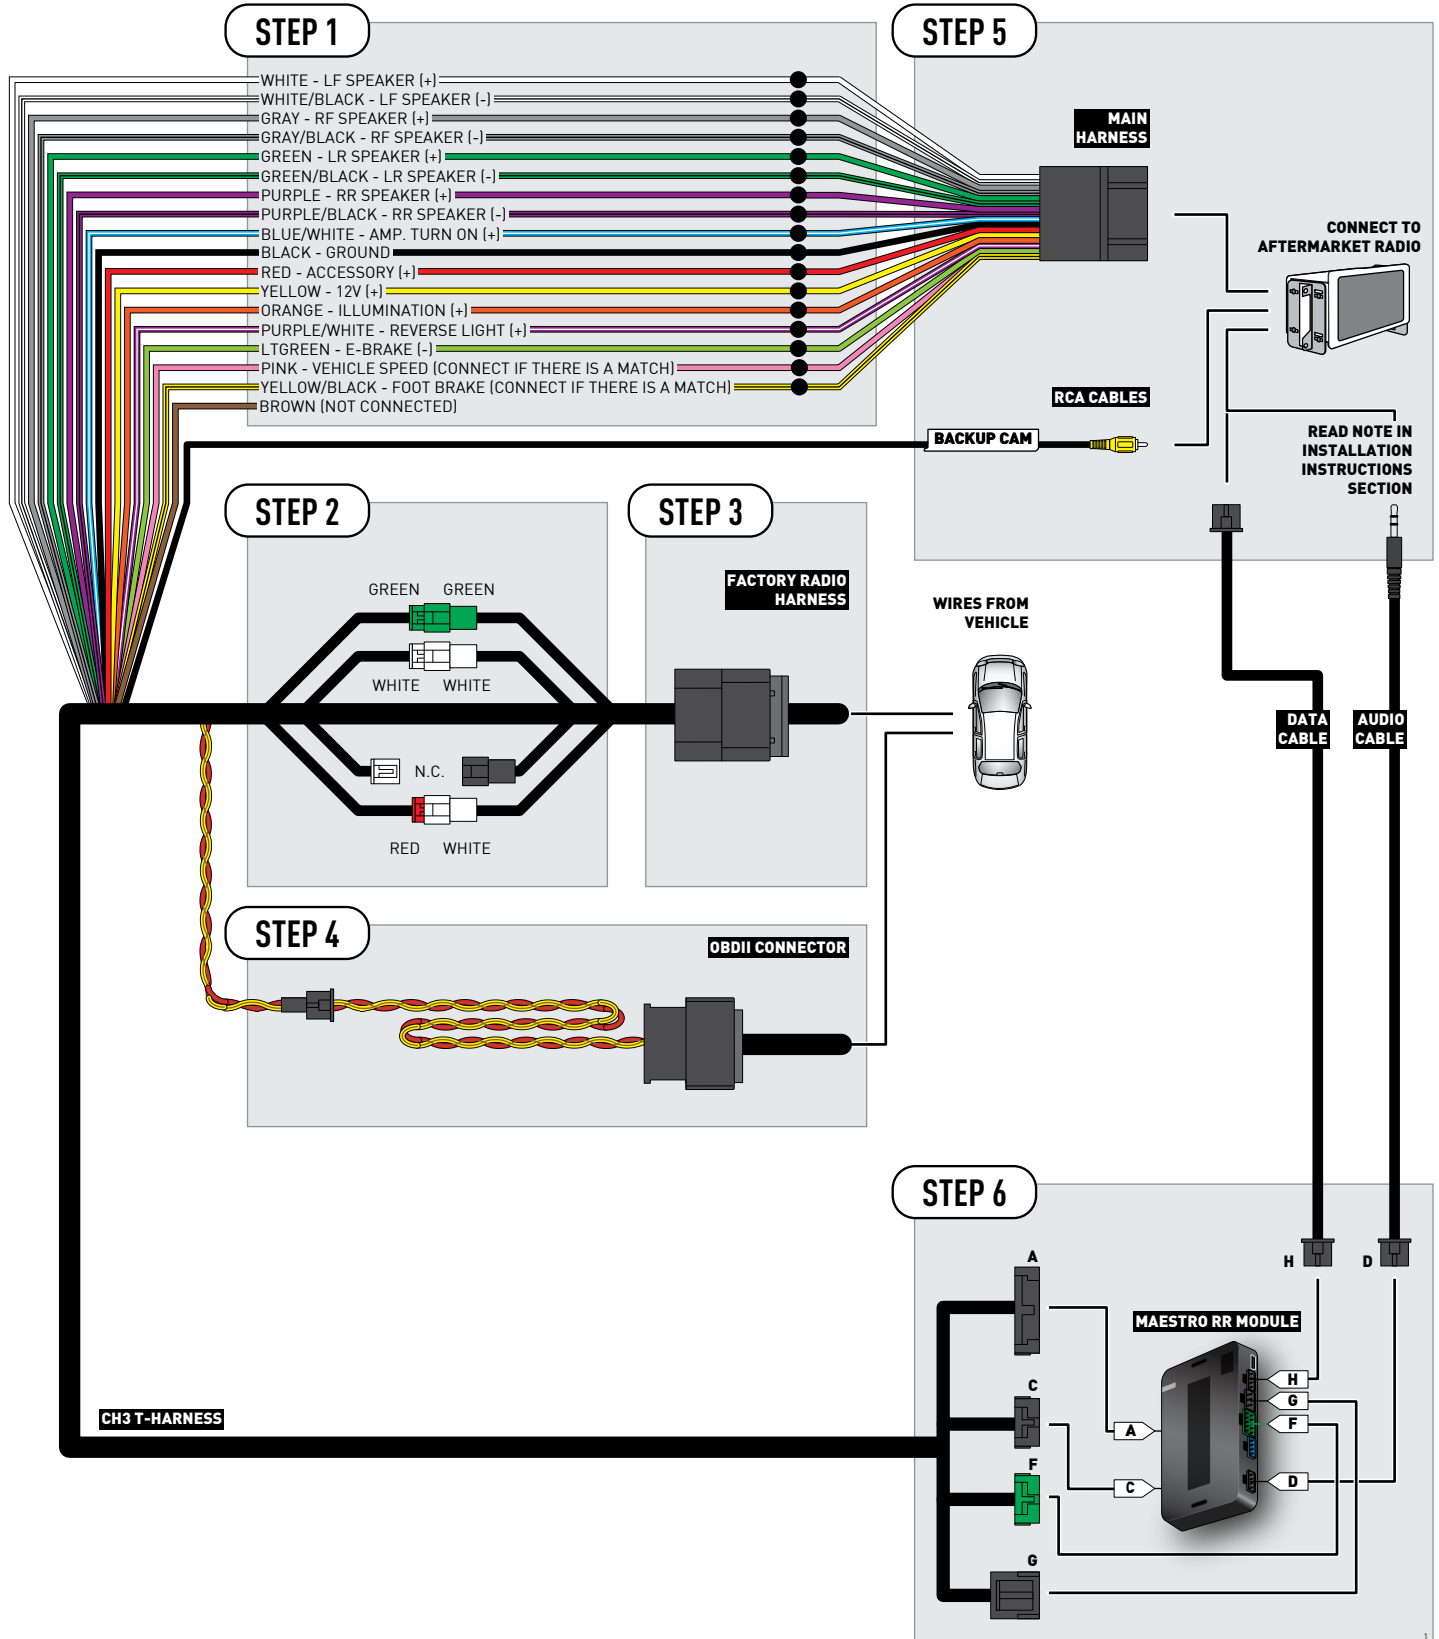 STEP 1
WHITE - LF SPEAKER (+)
WHITE/BLACK - LF SPEAKER (-)
GRAY - RF SPEAKER (+)
GRAY/BLACK - RF SPEAKER (-)
GREEN - LR SPEAKER (+)
GREEN/BLACK - LR SPEAKER (-)
PURPLE - RR SPEAKER (+)
PURPLE/BLACK - RR SPEAKER (-)
BLUE/WHITE - AMP. TURN ON (+)
BLACK - GROUND
RED - ACCESSORY (+)
YELLOW - 12V (+)
ORANGE - ILLUMINATION (+)
PURPLE/WHITE - REVERSE LIGHT (+)
LTGREEN - E-BRAKE (-)
PINK - VEHICLE SPEED (CONNECT IF THERE IS A MATCH)
YELLOW/BLACK - FOOT BRAKE (CONNECT IF THERE IS A MATCH)
BROWN (NOT CONNECTED)
STEP 5
MAIN
HARNESS
CONNECT TO
AFTERMARKET RADIO
RCA CABLES
BACKUP CAM
READ NOTE IN
INSTALLATION
INSTRUCTIONS
SECTION
STEP 2
GREEN GREEN
WHITE WHITE
N.C.
RED WHITE
STEP 3
FACTORY RADIO
HARNESS
WIRES FROM
VEHICLE
DATA
CABLE
AUDIO
CABLE
STEP 4
OBDII CONNECTOR
STEP 6
H
D
A
C
F
G
MAESTRO RR MODULE
H
G
F
D
A
C
CH3 T-HARNESS
1